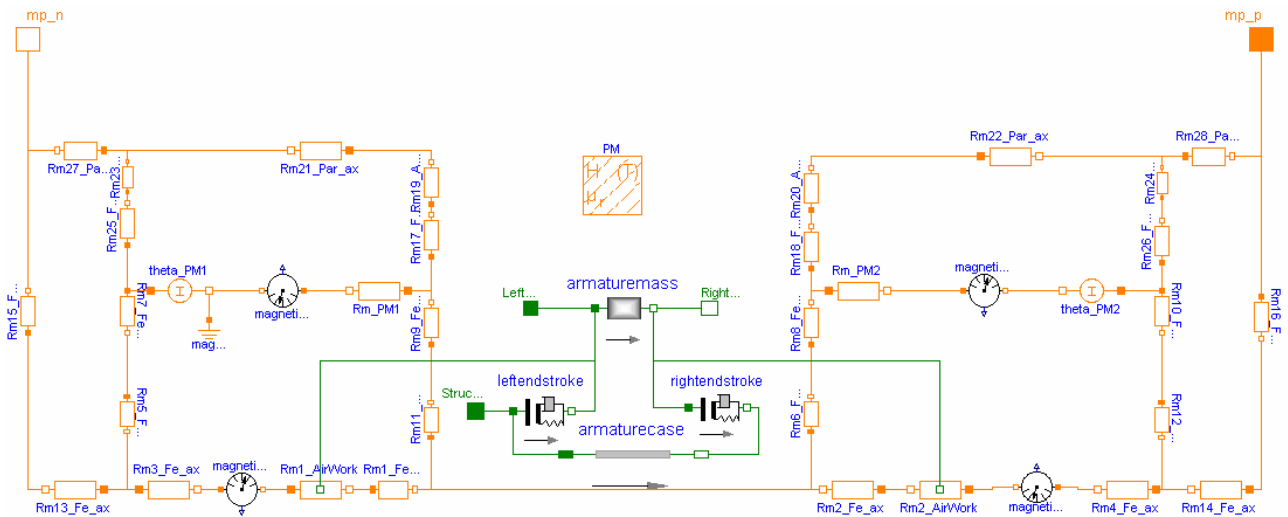 mp_n
mp_p
Rm27_Pa...
Rm23...
Rm21_Par_ax
Rm19_A...
PM
H
Rm20_A...
Rm22_Par_ax
Rm24...
Rm28_Pa...
Rm25_F...
Rm17_F...
Rm18_F...
Rm26_F...
theta_PM1
I
magneti...
Rm_PM1
armaturemass
Left...
Right...
Rm_PM2
magneti...
I
theta_PM2
Rm15_F...
Rm7_Fe...
mag...
Rm9_Fe...
Rm8_Fe...
Rm10_F...
Rm16_F...
leftendstroke
rightendstroke
Struc...
Rm5_F...
Rm11_...
armaturecase
Rm6_F...
Rm12_...
Rm3_Fe_ax
magneti...
Rm1_AirWork
Rm1_Fe...
Rm13_Fe_ax
Rm2_Fe_ax
Rm2_AirWork
magneti...
Rm4_Fe_ax
Rm14_Fe_ax